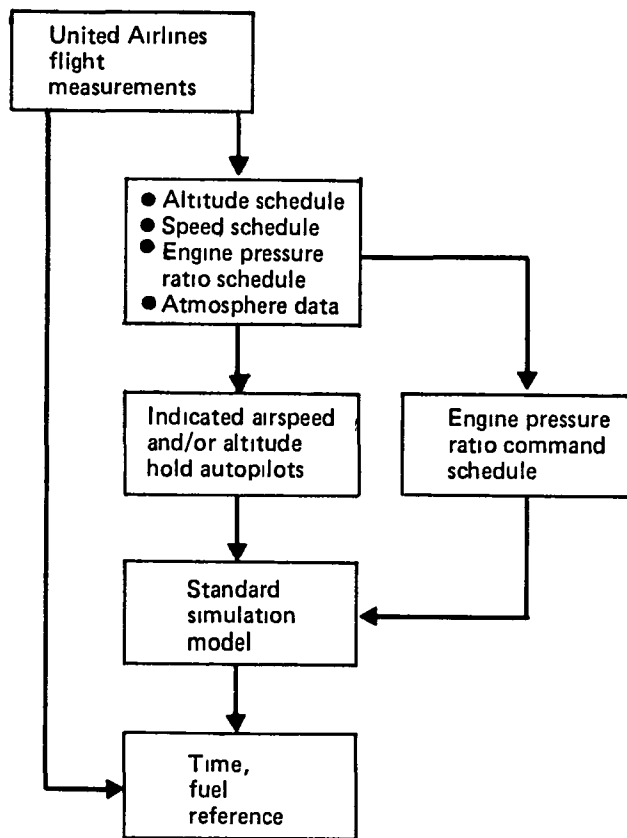 United Airlines
flight
measurements
● Altitude schedule
● Speed schedule
● Engine pressure
ratio schedule
● Atmosphere data
Indicated airspeed
and/or altitude
hold autopilots
Engine pressure
ratio command
schedule
Standard
simulation
model
Time,
fuel
reference